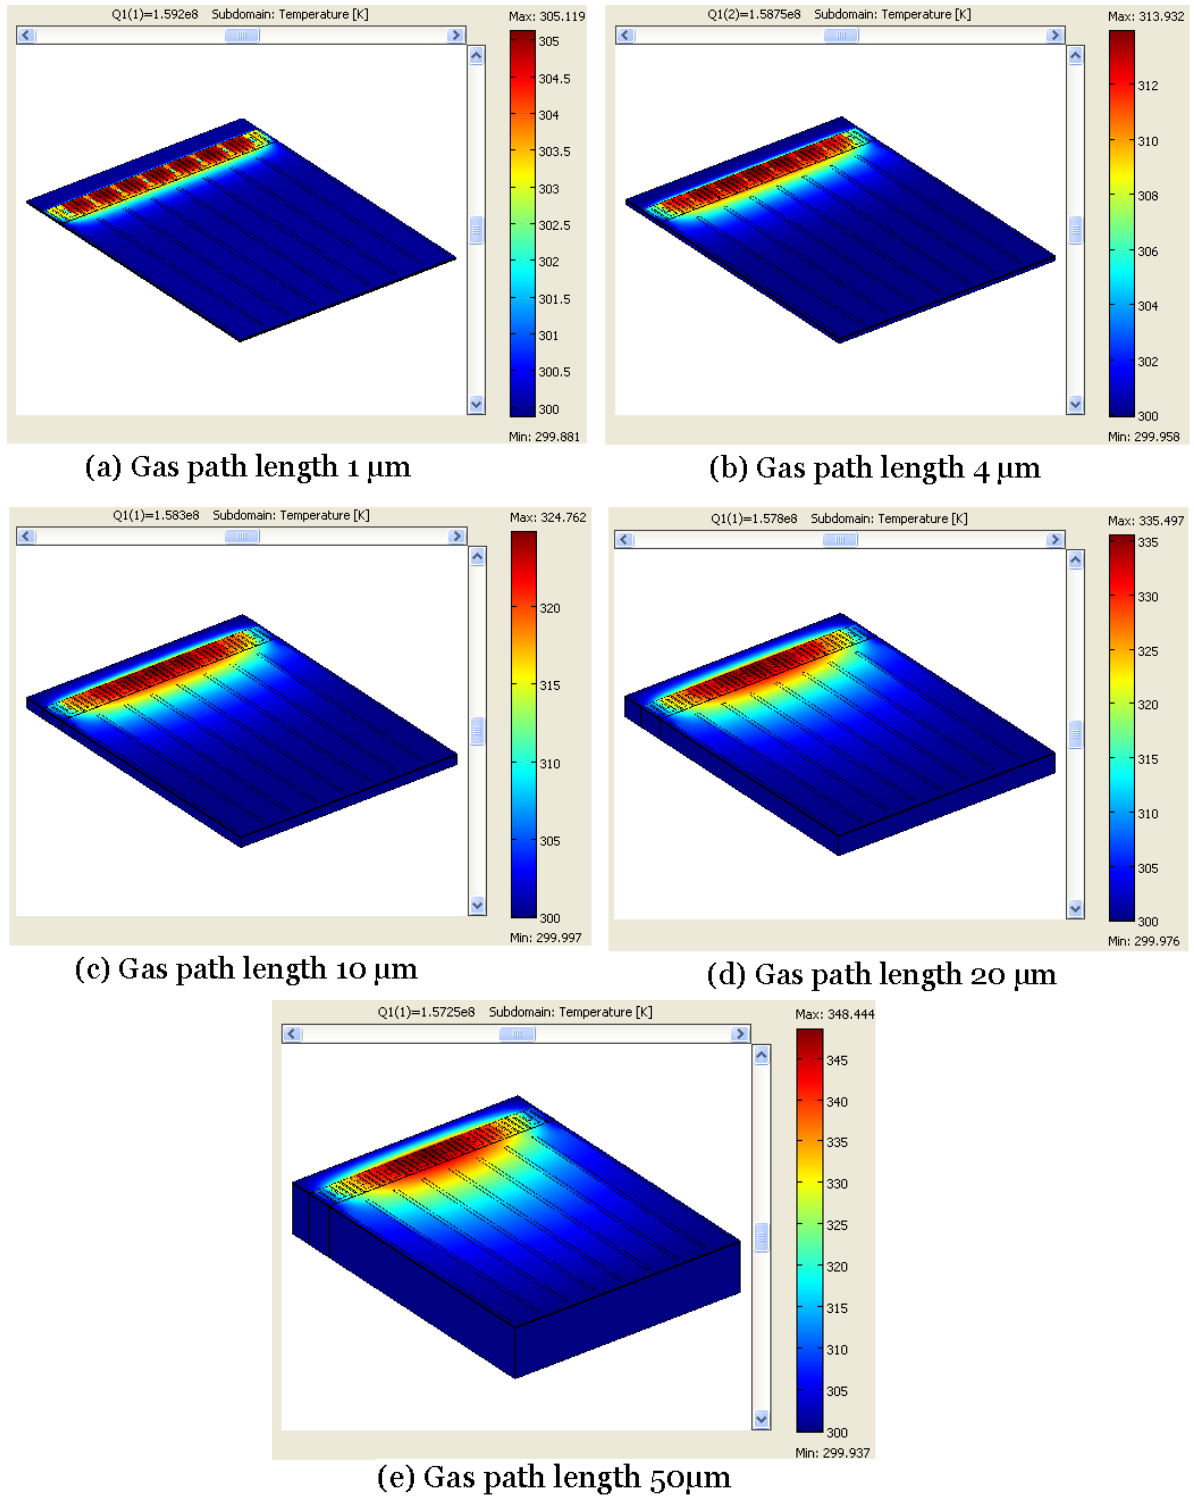 Q1(1)=1.592e8 Subdomain: Temperature [K]
Max: 305.119
305
304.5
304
303.5
303
302.5
302
301.5
301
300.5
300
Min: 299.881
(a) Gas path length 1 µm
Q1(2)=1.5875e8 Subdomain: Temperature [K]
Max: 313.932
312
310
308
306
304
302
300
Min: 299.958
(b) Gas path length 4 µm
Q1(1)=1.583e8 Subdomain: Temperature [K]
Max: 324.762
320
315
310
305
300
Min: 299.997
(c) Gas path length 10 µm
Q1(1)=1.578e8 Subdomain: Temperature [K]
Max: 335.497
335
330
325
320
315
310
305
300
Min: 299.976
(d) Gas path length 20 µm
Q1(1)=1.5725e8 Subdomain: Temperature [K]
Max: 348.444
345
340
335
330
325
320
315
310
305
300
Min: 299.937
(e) Gas path length 50µm